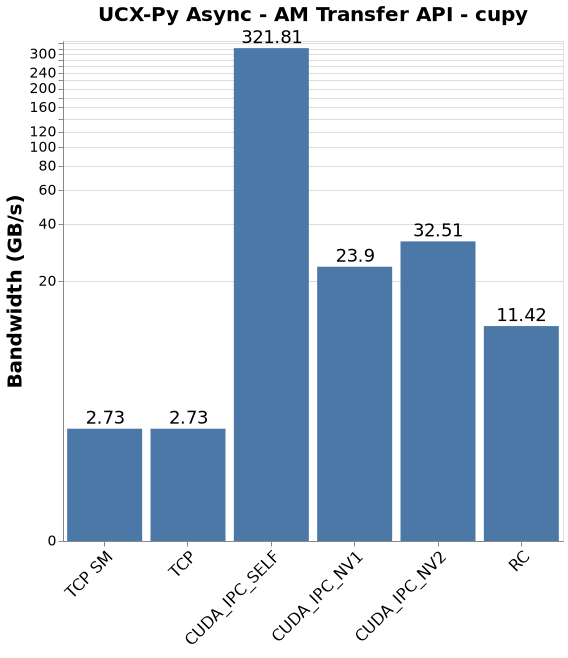 UCX-Py Async - AM Transfer API - cupy
321.81
300
240
200
160
120
100
80
60
40
20
0
Bandwidth (GB/s)
2.73
2.73
23.9
32.51
11.42
TCP SM
TCP
CUDA_IPC_SELF
CUDA_IPC_NV1
CUDA_IPC_NV2
RC